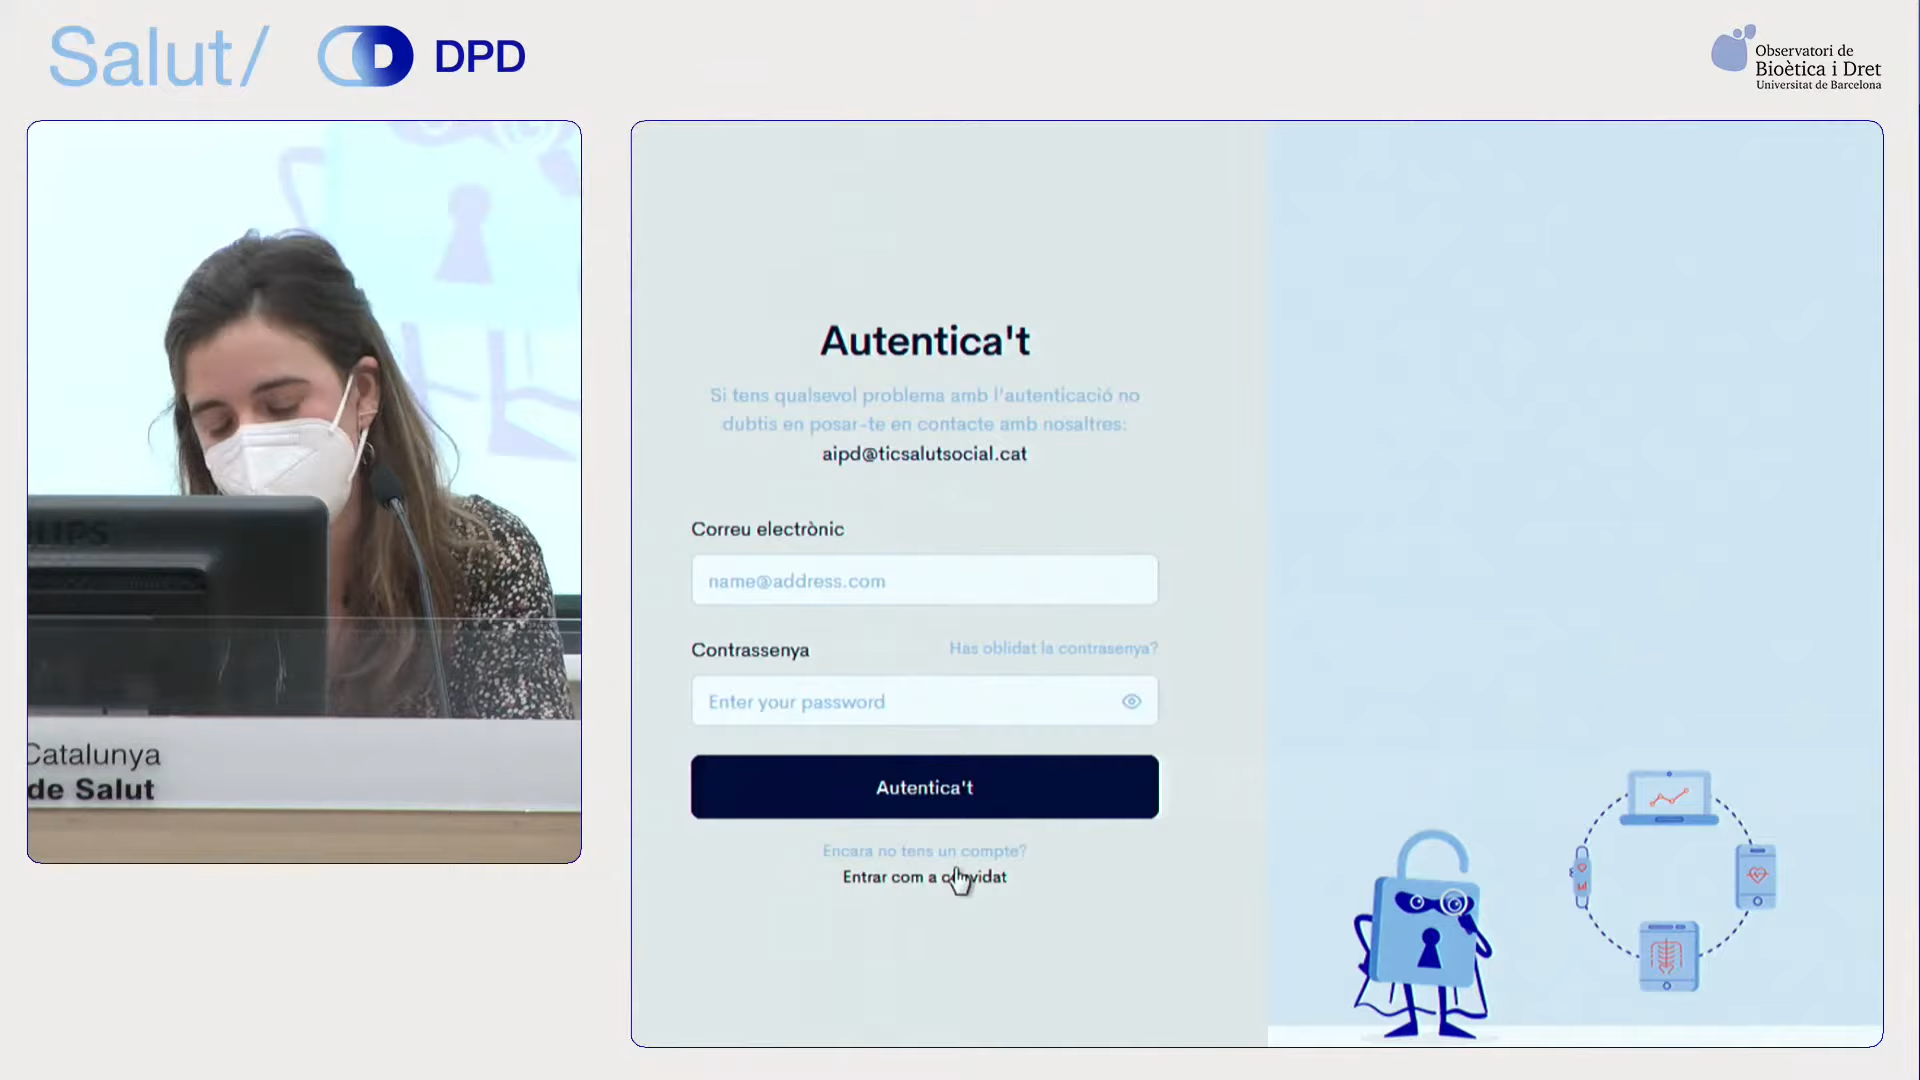 Salut/
D DPD
Observatori de
Bioètica i Dret
Universitat de Barcelona
Catalunya
de Salut
Autentica't
Si tens qualsevol problema amb l'autenticació no
dubtis en posar-te en contacte amb nosaltres:
aipd@ticsalutsocial.cat
Correu electrònic
name@address.com
Contrassenya
Has oblidat la contrasenya?
Enter your password
Autentica't
Encara no tens un compte?
Entrar com a convidat